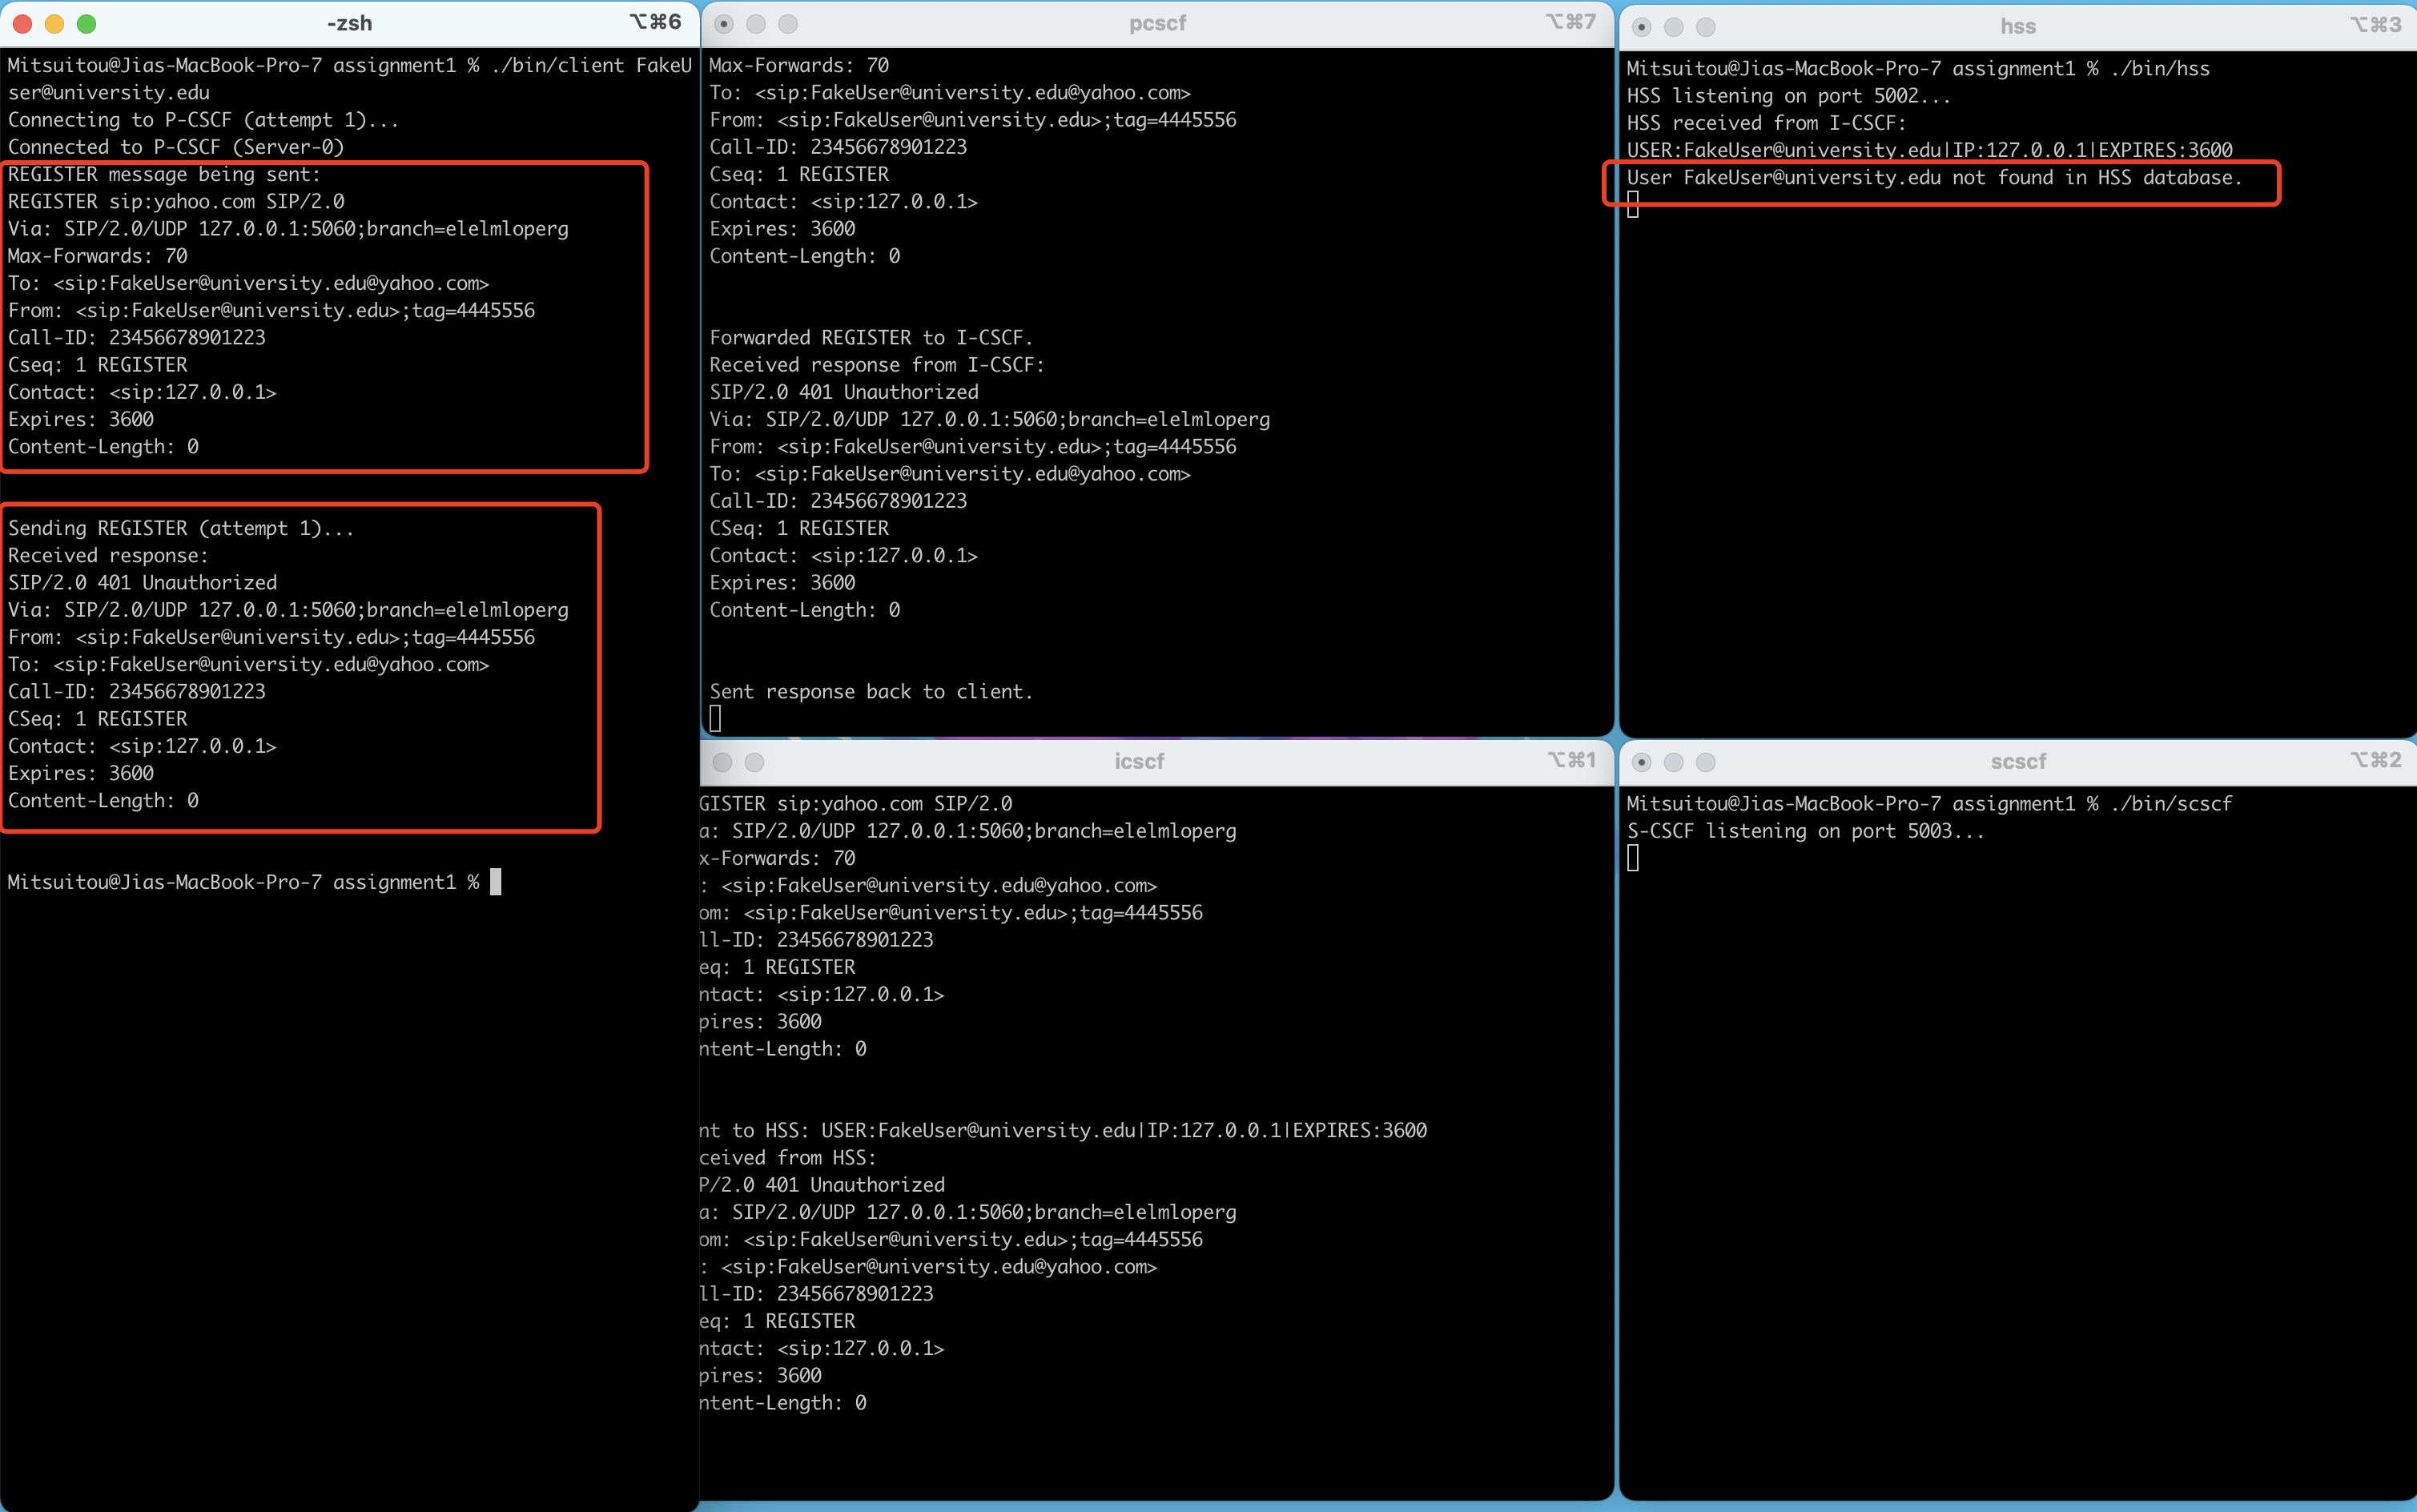 -zsh
⌥⌘6
Mitsuitou@Jias-MacBook-Pro-7 assignment1 % ./bin/client FakeU
ser@university.edu
Connecting to P-CSCF (attempt 1)...
Connected to P-CSCF (Server-0)
REGISTER message being sent:
REGISTER sip:yahoo.com SIP/2.0
Via: SIP/2.0/UDP 127.0.0.1:5060;branch=elelmloperg
Max-Forwards: 70
To: <sip:FakeUser@university.edu@yahoo.com>
From: <sip:FakeUser@university.edu>;tag=4445556
Call-ID: 23456678901223
Cseq: 1 REGISTER
Contact: <sip:127.0.0.1>
Expires: 3600
Content-Length: 0
Sending REGISTER (attempt 1)...
Received response:
SIP/2.0 401 Unauthorized
Via: SIP/2.0/UDP 127.0.0.1:5060;branch=elelmloperg
From: <sip:FakeUser@university.edu>;tag=4445556
To: <sip:FakeUser@university.edu@yahoo.com>
Call-ID: 23456678901223
CSeq: 1 REGISTER
Contact: <sip:127.0.0.1>
Expires: 3600
Content-Length: 0
Mitsuitou@Jias-MacBook-Pro-7 assignment1 %
pcscf
⌥⌘7
Max-Forwards: 70
To: <sip:FakeUser@university.edu@yahoo.com>
From: <sip:FakeUser@university.edu>;tag=4445556
Call-ID: 23456678901223
Cseq: 1 REGISTER
Contact: <sip:127.0.0.1>
Expires: 3600
Content-Length: 0
Forwarded REGISTER to I-CSCF.
Received response from I-CSCF:
SIP/2.0 401 Unauthorized
Via: SIP/2.0/UDP 127.0.0.1:5060;branch=elelmloperg
From: <sip:FakeUser@university.edu>;tag=4445556
To: <sip:FakeUser@university.edu@yahoo.com>
Call-ID: 23456678901223
CSeq: 1 REGISTER
Contact: <sip:127.0.0.1>
Expires: 3600
Content-Length: 0
Sent response back to client.
hss
⌥⌘3
Mitsuitou@Jias-MacBook-Pro-7 assignment1 % ./bin/hss
HSS listening on port 5002...
HSS received from I-CSCF:
USER:FakeUser@university.edu|IP:127.0.0.1|EXPIRES:3600
User FakeUser@university.edu not found in HSS database.
icscf
⌥⌘1
GISTER sip:yahoo.com SIP/2.0
a: SIP/2.0/UDP 127.0.0.1:5060;branch=elelmloperg
x-Forwards: 70
: <sip:FakeUser@university.edu@yahoo.com>
om: <sip:FakeUser@university.edu>;tag=4445556
ll-ID: 23456678901223
eq: 1 REGISTER
ntact: <sip:127.0.0.1>
pires: 3600
ntent-Length: 0
nt to HSS: USER:FakeUser@university.edu|IP:127.0.0.1|EXPIRES:3600
ceived from HSS:
P/2.0 401 Unauthorized
a: SIP/2.0/UDP 127.0.0.1:5060;branch=elelmloperg
om: <sip:FakeUser@university.edu>;tag=4445556
: <sip:FakeUser@university.edu@yahoo.com>
ll-ID: 23456678901223
eq: 1 REGISTER
ntact: <sip:127.0.0.1>
pires: 3600
ntent-Length: 0
scscf
⌥⌘2
Mitsuitou@Jias-MacBook-Pro-7 assignment1 % ./bin/scscf
S-CSCF listening on port 5003...